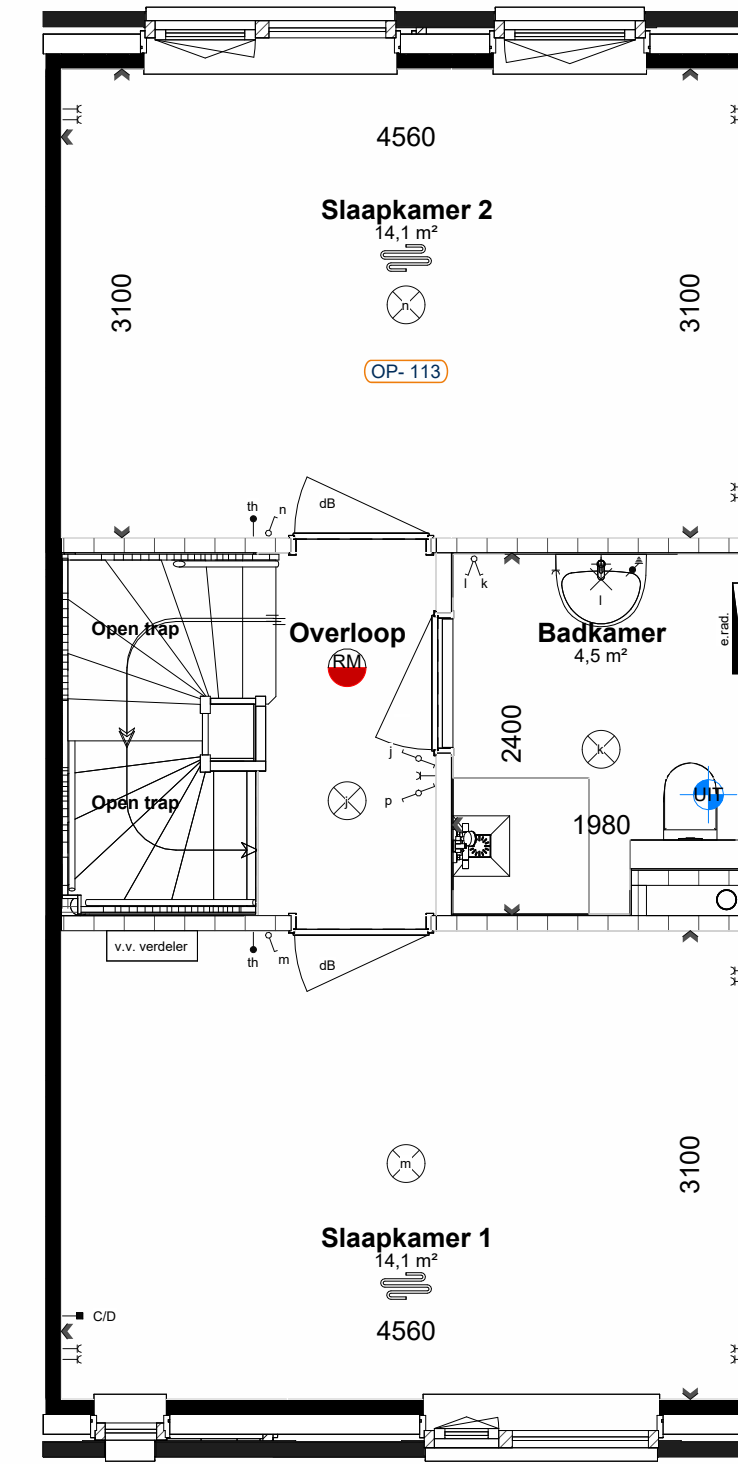 4560
Slaapkamer 2
14,1 m²
3100
3100
n
OP- 113
th
n
dB
l
k
l
Open trap
Overloop
Badkamer
4,5 m²
e.rad.
RM
2400
j
k
UIT
Open trap
j
p
1980
v.v. verdeler
th
m
dB
3100
m
Slaapkamer 1
14,1 m²
C/D
4560